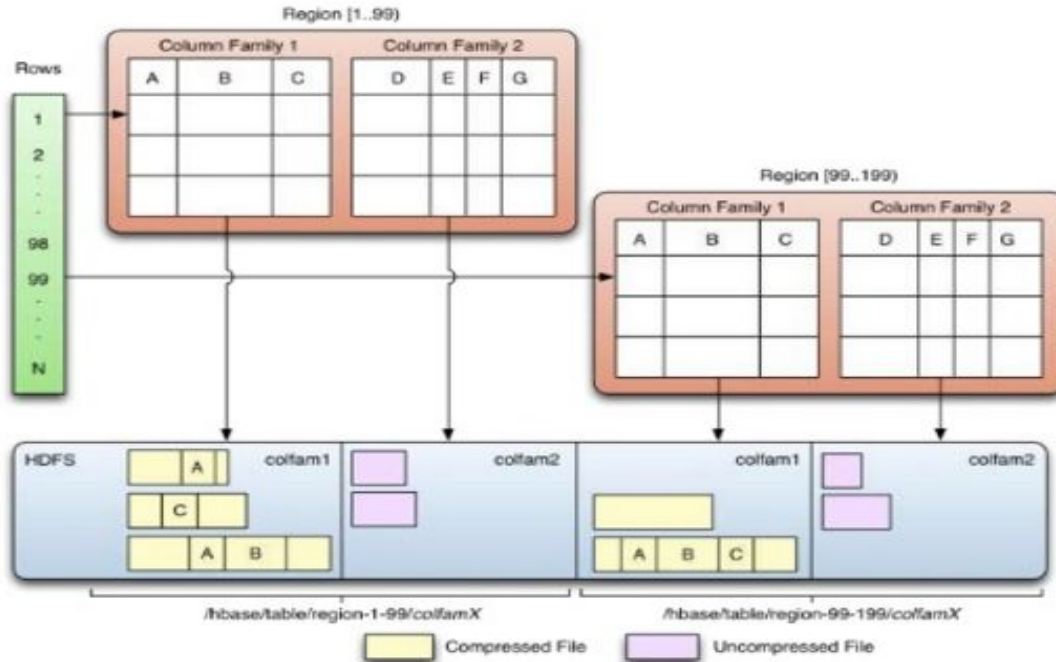 Region [1..99)
Column Family 1
Column Family 2
A B C
D E F G
Rows
1
2
98
99
N
Region [99..199)
Column Family 1
Column Family 2
A B C
D E F G
HDFS
colfam1
colfam2
colfam1
colfam2
A
C
A B
A B C
/hbase/table/region-1-99/colfamX
/hbase/table/region-99-199/colfamX
Compressed File
Uncompressed File